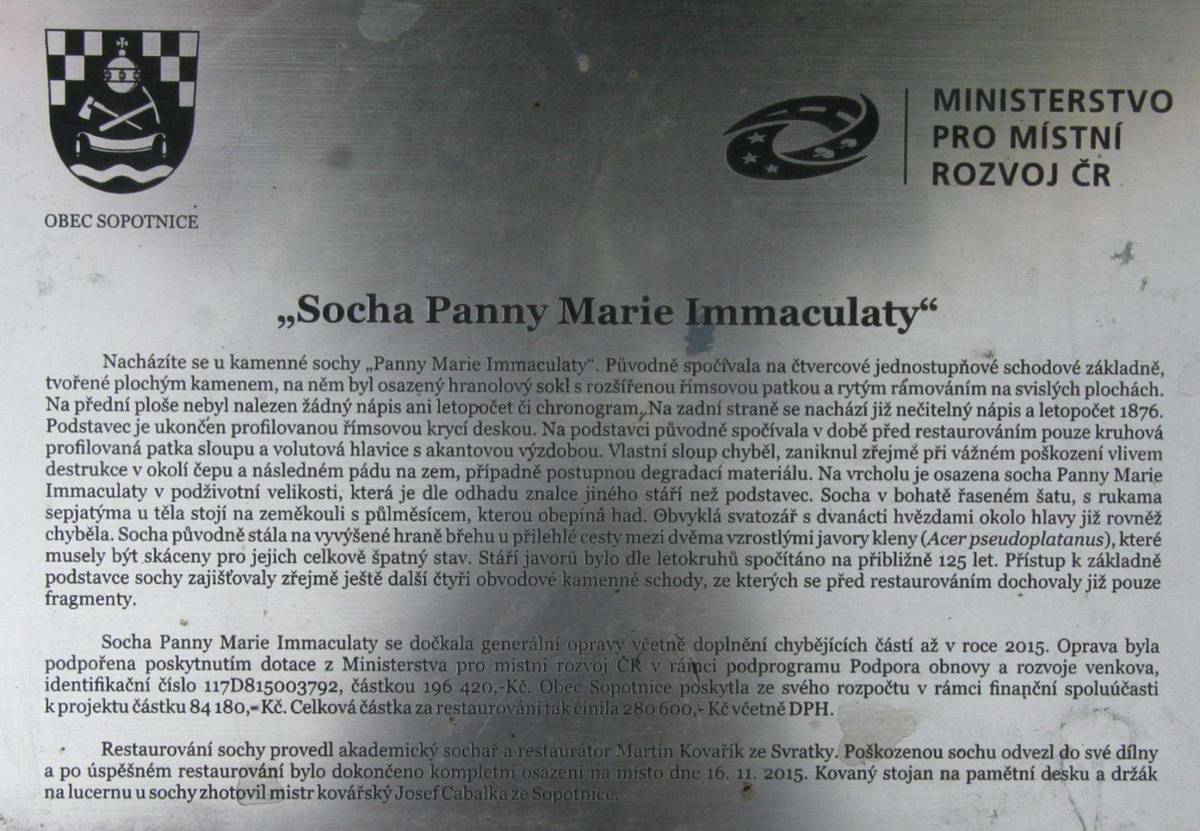 OBEC SOPOTNICE
MINISTERSTVO
PRO MÍSTNÍ
ROZVOJ ČR
„Socha Panny Marie Immaculaty“
Nacházíte se u kamenné sochy „Panny Marie Immaculaty“. Původně spočívala na čtvercové jednostupňové schodové základně,
tvořené plochým kamenem, na něm byl osazený hranolový sokl s rozšířenou římsovou patkou a rytým rámováním na svislých plochách.
Na přední ploše nebyl nalezen žádný nápis ani letopočet či chronogram. Na zadní straně se nachází již nečitelný nápis a letopočet 1876.
Podstavec je ukončen profilovanou římsovou krycí deskou. Na podstavci původně spočívala v době před restaurováním pouze kruhová
profilovaná patka sloupu a volutová hlavice s akantovou výzdobou. Vlastní sloup chyběl, zaniknul zřejmě při vážném poškození vlivem
destrukce v okolí čepu a následném pádu na zem, případně postupnou degradací materiálu. Na vrcholu je osazena socha Panny Marie
Immaculaty v podživotní velikosti, která je dle odhadu znalce jiného stáří než podstavec. Socha v bohatě řaseném šatu, s rukama
sepjatýma u těla stojí na zeměkouli s půlměsícem, kterou obepíná had. Obvyklá svatozář s dvanácti hvězdami okolo hlavy již rovněž
chyběla. Socha původně stála na vyvýšené hraně břehu u přilehlé cesty mezi dvěma vzrostlými javory kleny (Acer pseudoplatanus), které
musely být skáceny pro jejich celkově špatný stav. Stáří javorů bylo dle letokruhů spočítáno na přibližně 125 let. Přístup k základně
podstavce sochy zajišťovaly zřejmě ještě další čtyři obvodové kamenné schody, ze kterých se před restaurováním dochovaly již pouze
fragmenty.
Socha Panny Marie Immaculaty se dočkala generální opravy včetně doplnění chybějících částí až v roce 2015. Oprava byla
podpořena poskytnutím dotace z Ministerstva pro místní rozvoj ČR v rámci podprogramu Podpora obnovy a rozvoje venkova,
identifikační číslo 117D815003792, částkou 196 420,-Kč. Obec Sopotnice poskytla ze svého rozpočtu v rámci finanční spoluúčasti
k projektu částku 84 180,- Kč. Celková částka za restaurování tak činila 280 600,- Kč včetně DPH.
Restaurování sochy provedl akademický sochař a restaurátor Martin Kovařík ze Svratky. Poškozenou sochu odvezl do své dílny
a po úspěšném restaurování bylo dokončeno kompletní osazení na místo dne 16. 11. 2015. Kovaný stojan na pamětní desku a držák
na lucernu u sochy zhotovil mistr kovářský Josef Cabalka ze Sopotnice.